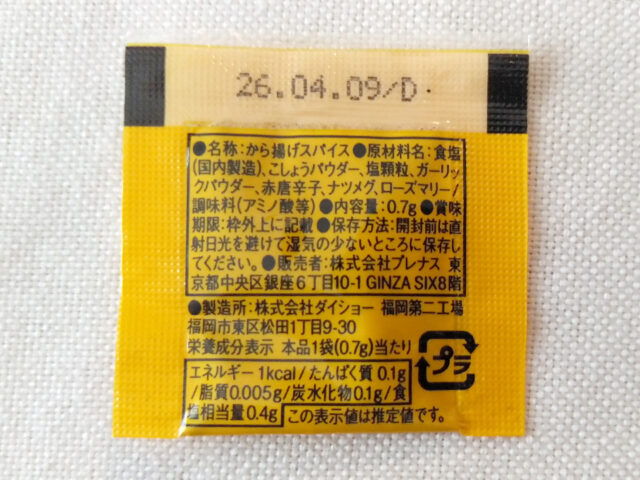 26.04.09/D
●名称:から揚げスパイス●原材料名:食塩
(国内製造)、こしょうパウダー、塩顆粒、ガーリッ
クパウダー、赤唐辛子、ナツメグ、ローズマリー/
調味料(アミノ酸等)●内容量:0.7g●賞味
期限:枠外上に記載●保存方法:開封前は直
射日光を避けて湿気の少ないところに保存し
てください。●販売者:株式会社プレナス 東
京都中央区銀座6丁目10-1 GINZA SIX8階
●製造所:株式会社ダイショー 福岡第二工場
福岡市東区松田1丁目9-30
栄養成分表示 本品1袋(0.7g)当たり
エネルギー1kcal/たんぱく質0.1g
/脂質0.005g/炭水化物0.1g/食
塩相当量0.4g この表示値は推定値です。
プラ